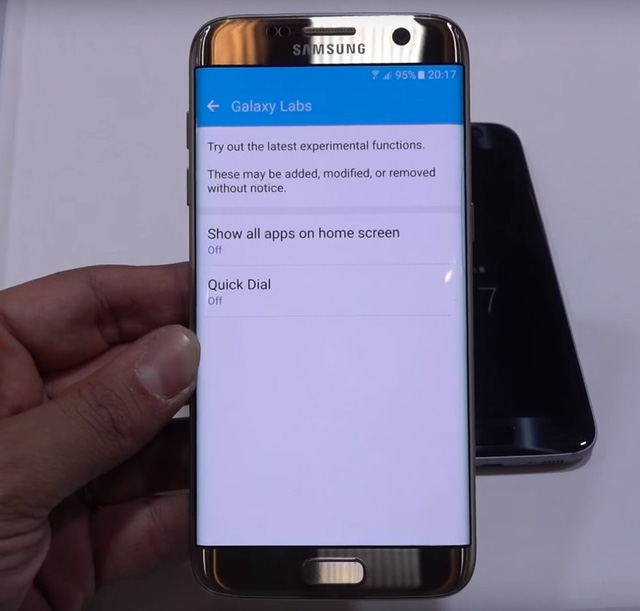 SAMSUNG
95% 20:17
Galaxy Labs
Try out the latest experimental functions.
These may be added, modified, or removed
without notice.
Show all apps on home screen
Off
Quick Dial
Off
7